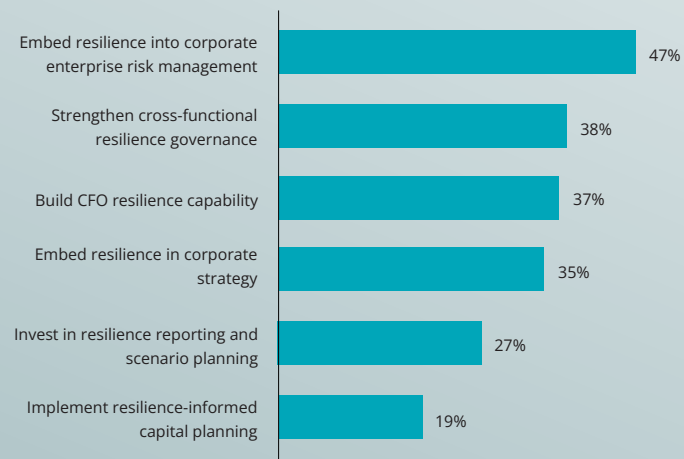 Embed resilience into corporate
enterprise risk management
47%
Strengthen cross-functional
resilience governance
38%
Build CFO resilience capability
37%
Embed resilience in corporate
strategy
35%
Invest in resilience reporting and
scenario planning
27%
Implement resilience-informed
capital planning
19%